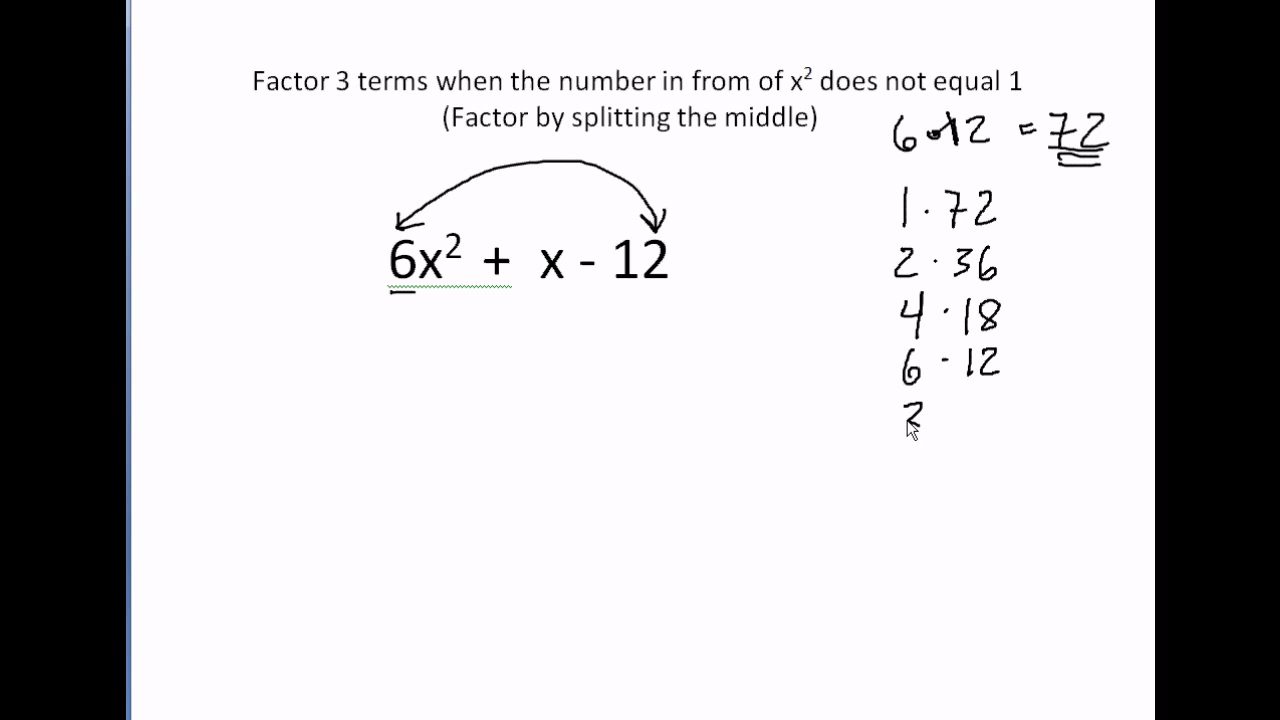 Factor 3 terms when the number in from of x² does not equal 1
(Factor by splitting the middle)
6 • 12 = 72
6x² + x - 12
1 · 72
2 · 36
4 · 18
6 · 12